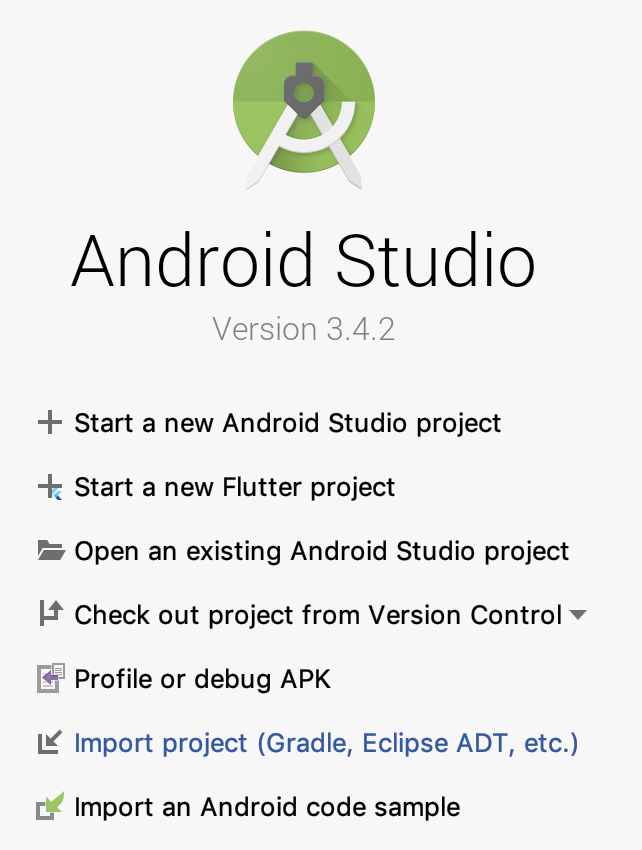 Android Studio
Version 3.4.2
Start a new Android Studio project
Start a new Flutter project
Open an existing Android Studio project
Check out project from Version Control
Profile or debug APK
Import project (Gradle, Eclipse ADT, etc.)
Import an Android code sample